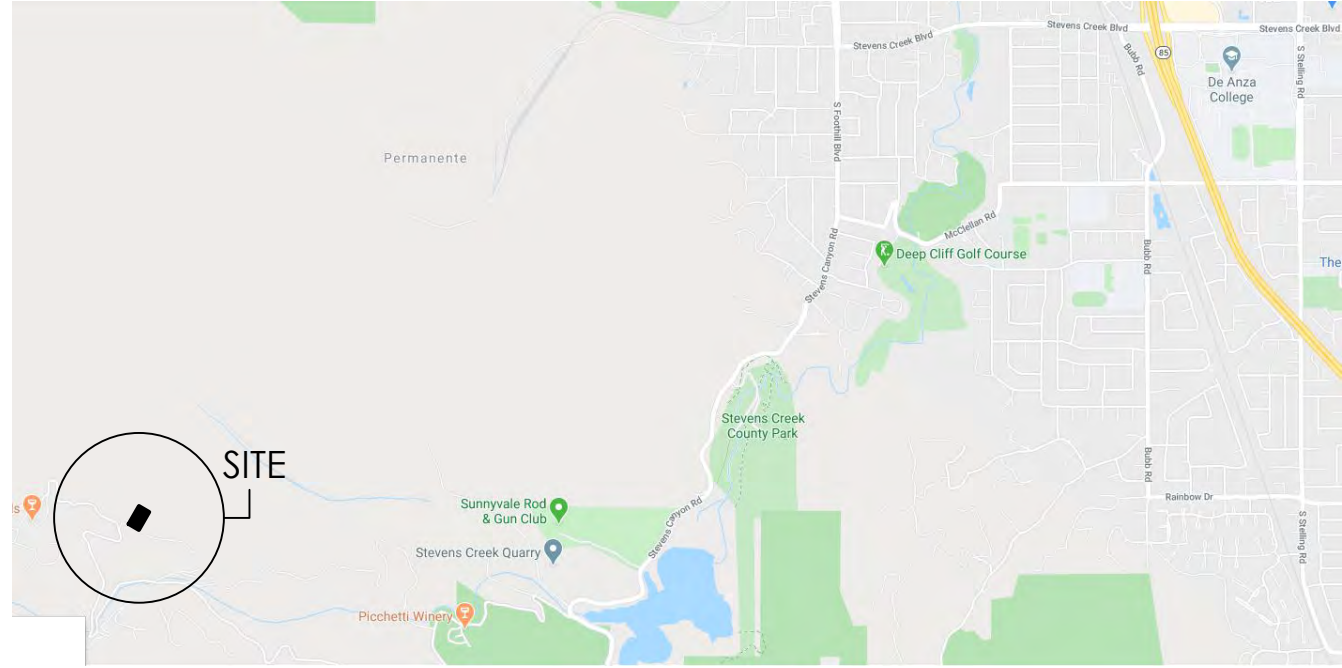 Stevens Creek Blvd
Stevens Creek Blvd
Stevens Creek Blvd
85
Bubb Rd
De Anza
College
S Stelling Rd
S Foothill Blvd
Permanente
McClellan Rd
Deep Cliff Golf Course
Stevens Canyon Rd
Bubb Rd
The
Stevens Creek
County Park
SITE
ls
Sunnyvale Rod
& Gun Club
Stevens Creek Quarry
Stevens Canyon Rd
Bubb Rd
Rainbow Dr
S Stelling Rd
Picchetti Winery